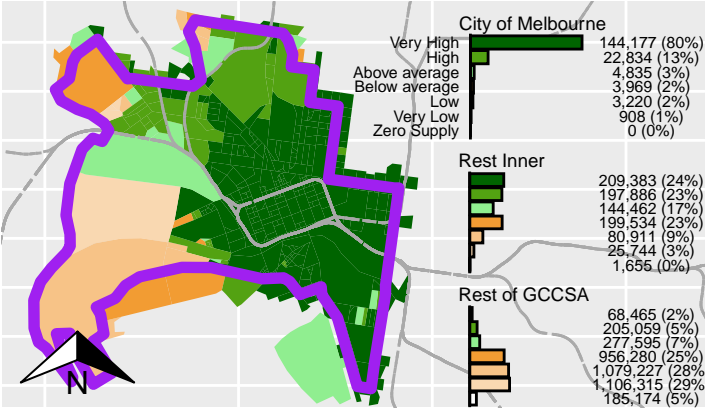 City of Melbourne
Very High 144,177 (80%)
High 22,834 (13%)
Above average 4,835 (3%)
Below average 3,969 (2%)
Low 3,220 (2%)
Very Low 908 (1%)
Zero Supply 0 (0%)
Rest Inner
209,383 (24%)
197,886 (23%)
144,462 (17%)
199,534 (23%)
80,911 (9%)
25,744 (3%)
1,655 (0%)
Rest of GCCSA
68,465 (2%)
205,059 (5%)
277,595 (7%)
956,280 (25%)
1,079,227 (28%)
1,106,315 (29%)
185,174 (5%)
N